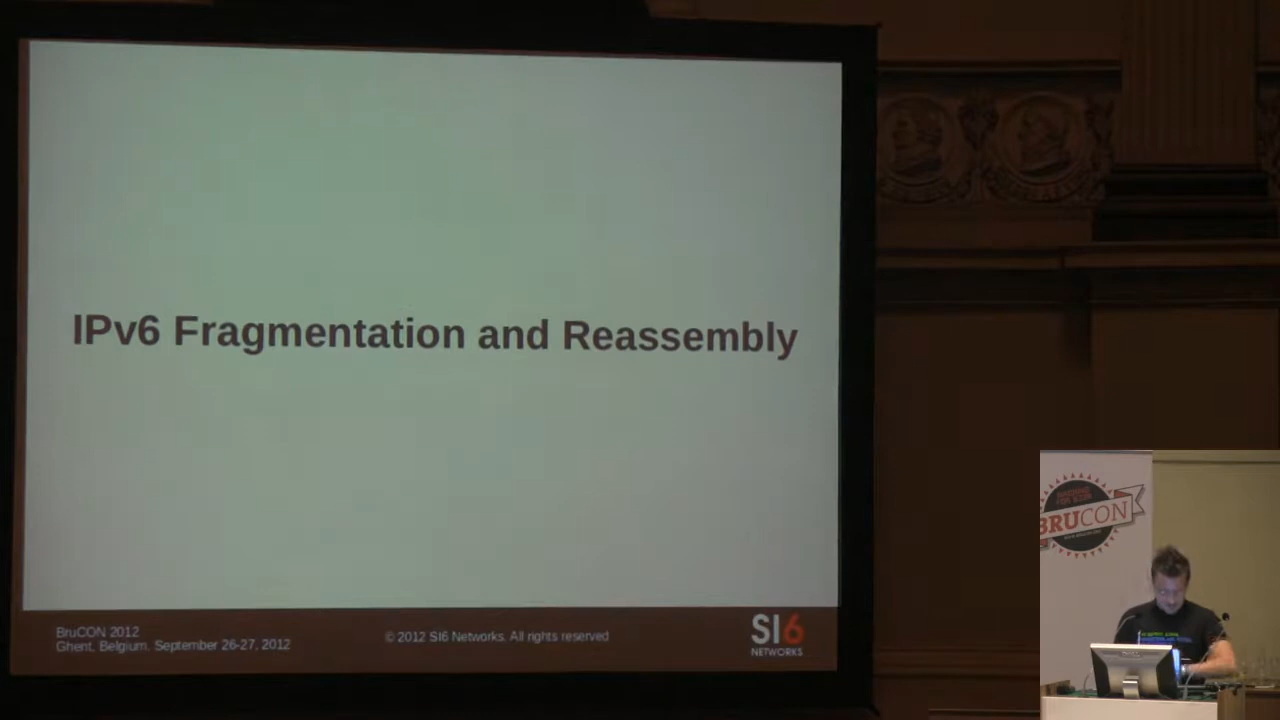 IPv6 Fragmentation and Reassembly
BruCON 2012
Ghent, Belgium. September 26-27, 2012
© 2012 SI6 Networks. All rights reserved
SI6
NETWORKS
BRUCON